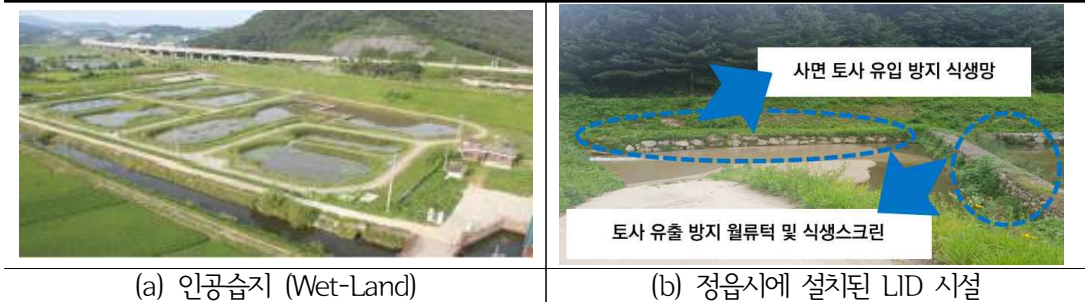 사면 토사 유입 방지 식생망
토사 유출 방지 월류턱 및 식생스크린
(a) 인공습지 (Wet-Land)
(b) 정읍시에 설치된 LID 시설